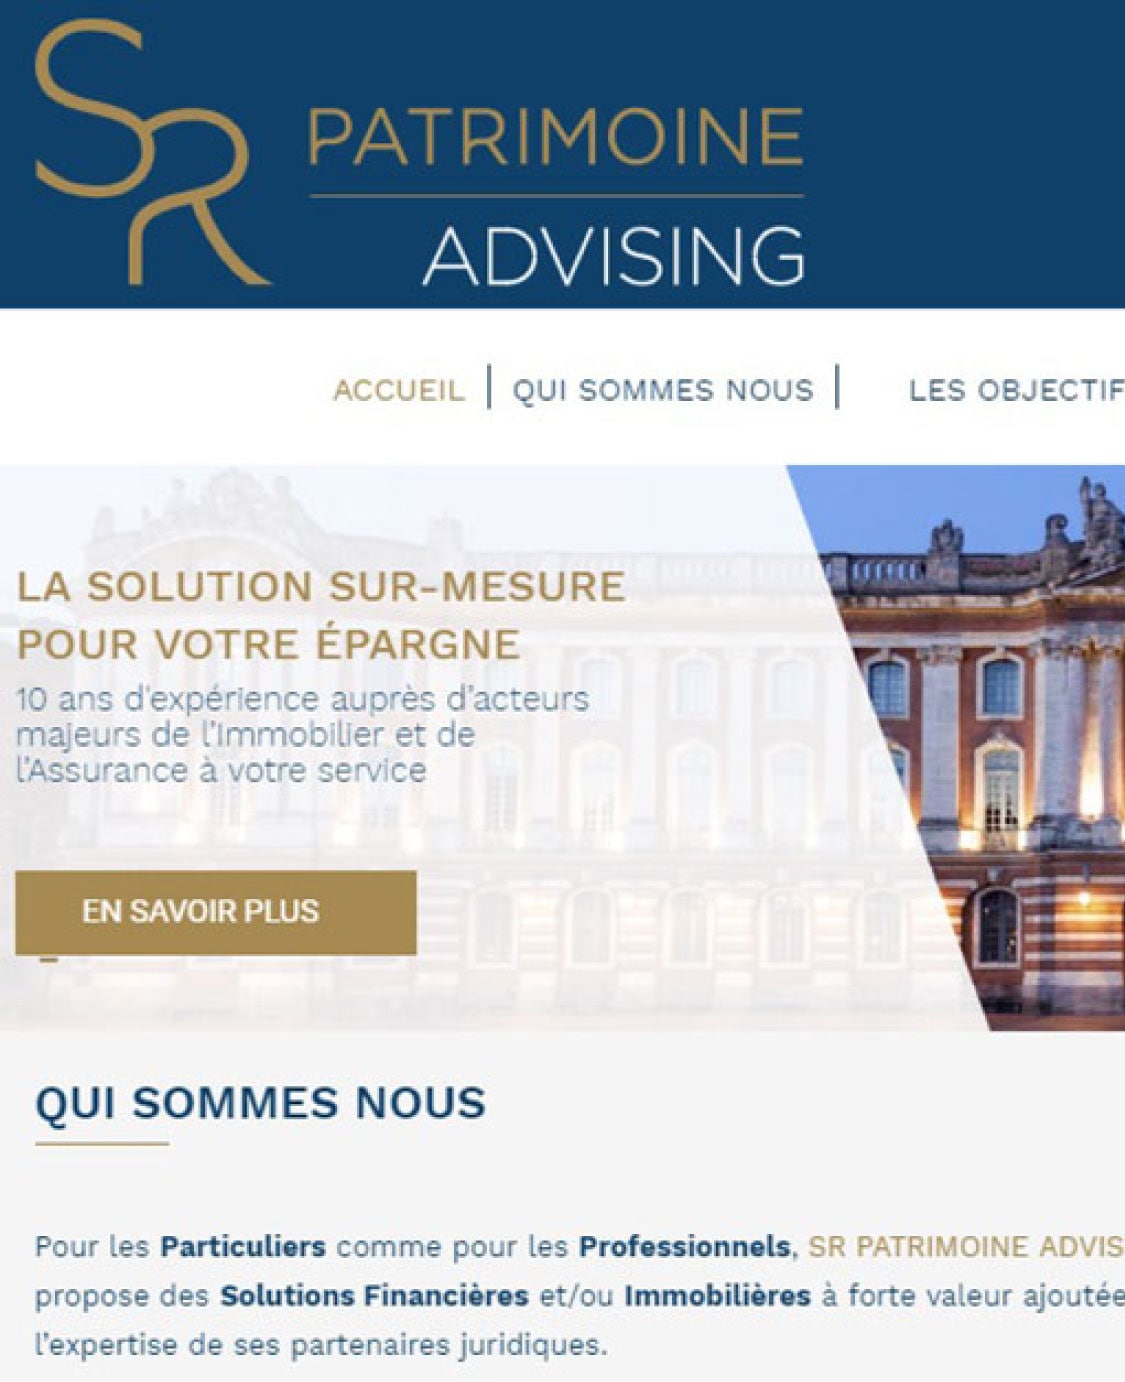 SR
PATRIMOINE
ADVISING
ACCUEIL | QUI SOMMES NOUS | LES OBJECTIF
LA SOLUTION SUR-MESURE
POUR VOTRE ÉPARGNE
10 ans d'expérience auprès d'acteurs
majeurs de l'Immobilier et de
l'Assurance à votre service
EN SAVOIR PLUS
QUI SOMMES NOUS
Pour les Particuliers comme pour les Professionnels, SR PATRIMOINE ADVIS
propose des Solutions Financières et/ou Immobilières à forte valeur ajoutée
l'expertise de ses partenaires juridiques.